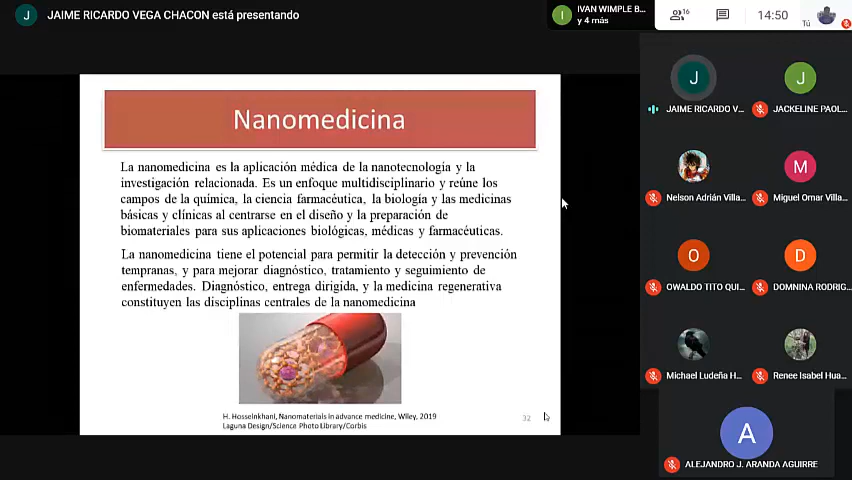 J JAIME RICARDO VEGA CHACON está presentando
I IVAN WIMPLE B...
y 4 más
16
14:50
Tú
Nanomedicina
La nanomedicina es la aplicación médica de la nanotecnología y la
investigación relacionada. Es un enfoque multidisciplinario y reúne los
campos de la química, la ciencia farmacéutica, la biología y las medicinas
básicas y clínicas al centrarse en el diseño y la preparación de
biomateriales para sus aplicaciones biológicas, médicas y farmacéuticas.
La nanomedicina tiene el potencial para permitir la detección y prevención
tempranas, y para mejorar diagnóstico, tratamiento y seguimiento de
enfermedades. Diagnóstico, entrega dirigida, y la medicina regenerativa
constituyen las disciplinas centrales de la nanomedicina
H. Hosseinkhani, Nanomaterials in advance medicine, Wiley, 2019
Laguna Design/Science Photo Library/Corbis
32
J
JAIME RICARDO V...
J
JACKELINE PAOL...
Nelson Adrián Villa...
M
Miguel Omar Villa...
O
OWALDO TITO QUI...
D
DOMNINA RODRIG...
Michael Ludeña H...
Renee Isabel Hua...
A
ALEJANDRO J. ARANDA AGUIRRE